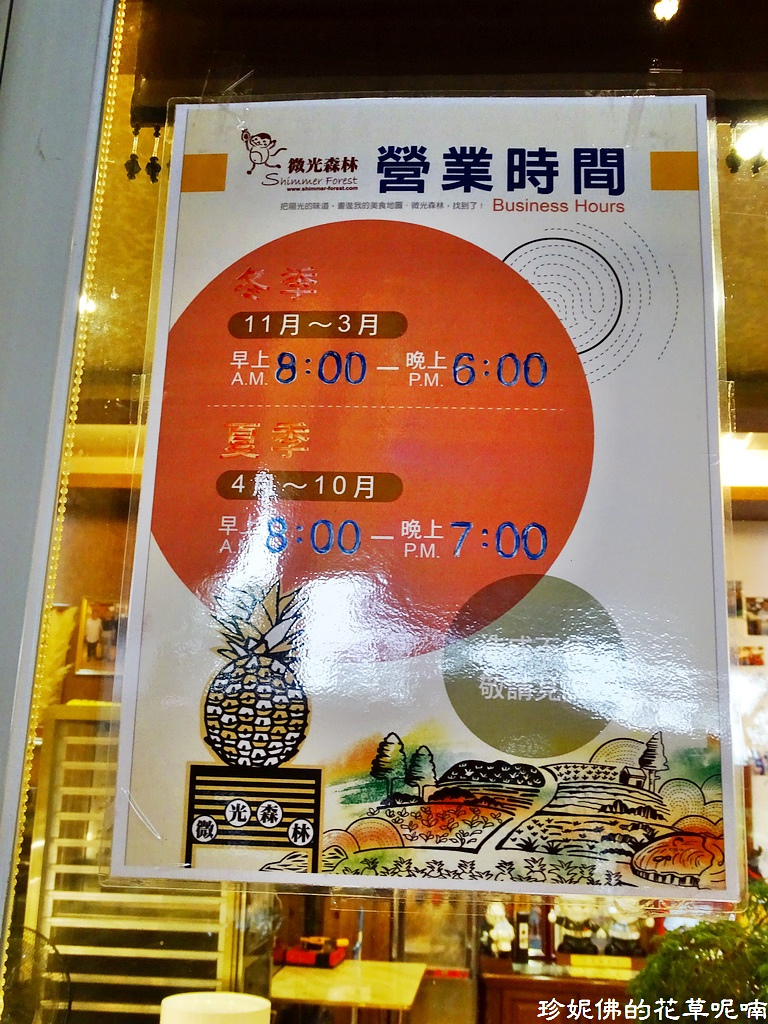 微光森林
Shimmer Forest
www.shimmer-forest.com
營業時間
把陽光的味道，畫進我的美食地圖。微光森林，找到了！
Business Hours
冬季
11月～3月
早上 8:00 — 晚上 6:00
A.M. P.M.
夏季
4月～10月
早上 8:00 — 晚上 7:00
A.M. P.M.
敬請見
微光森林
珍妮佛的花草呢喃